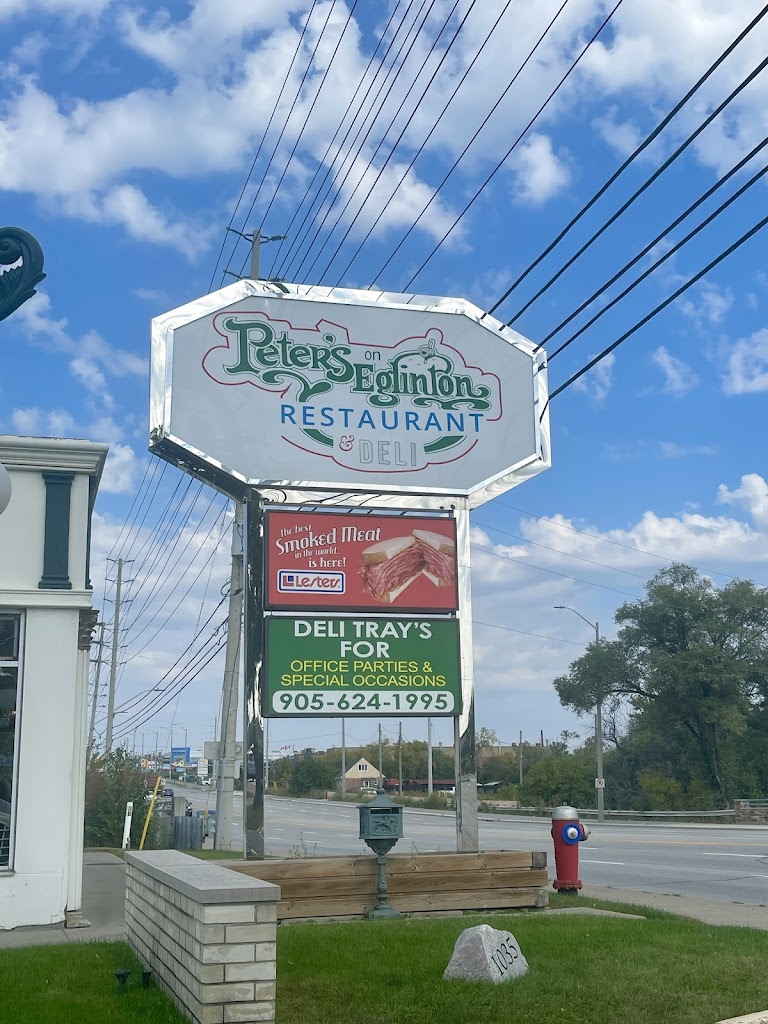 Peter's on Eglinton
RESTAURANT
& DELI
The best
Smoked Meat
in the world...
is here!
Lesters
DELI TRAY'S
FOR
OFFICE PARTIES &
SPECIAL OCCASIONS
905-624-1995
1035